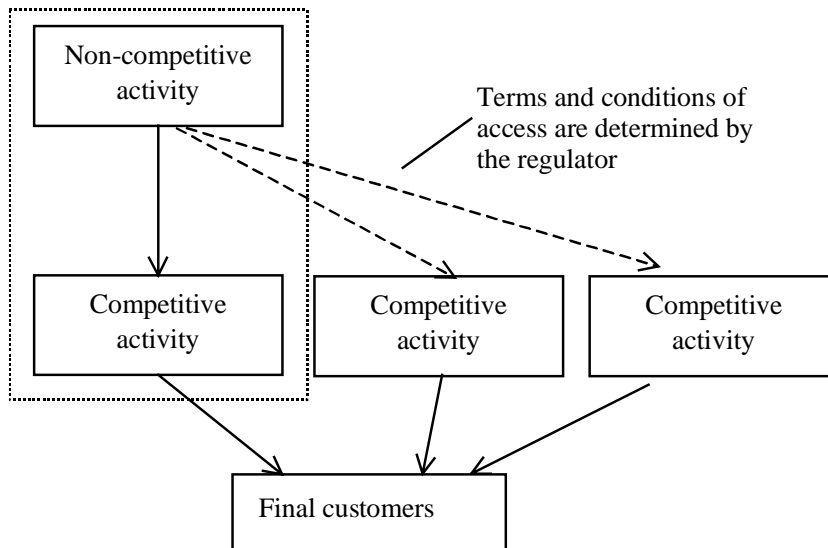 Non-competitive
activity
Terms and conditions of
access are determined by
the regulator
Competitive
activity
Competitive
activity
Competitive
activity
Final customers